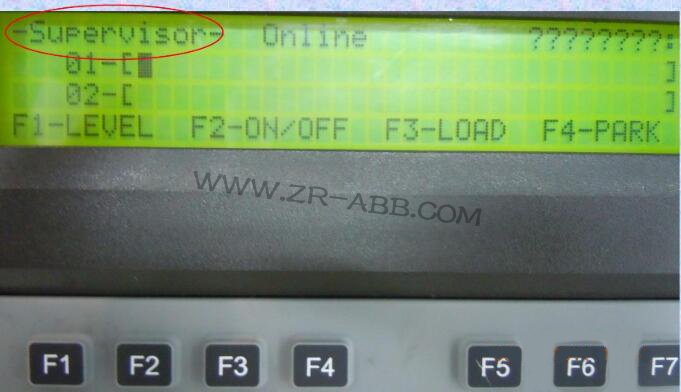 -Supervisor- Online ????????:
01-[ ]
02-[ ]
F1-LEVEL F2-ON/OFF F3-LOAD F4-PARK
WWW.ZR-ABB.COM
F1 F2 F3 F4 F5 F6 F7